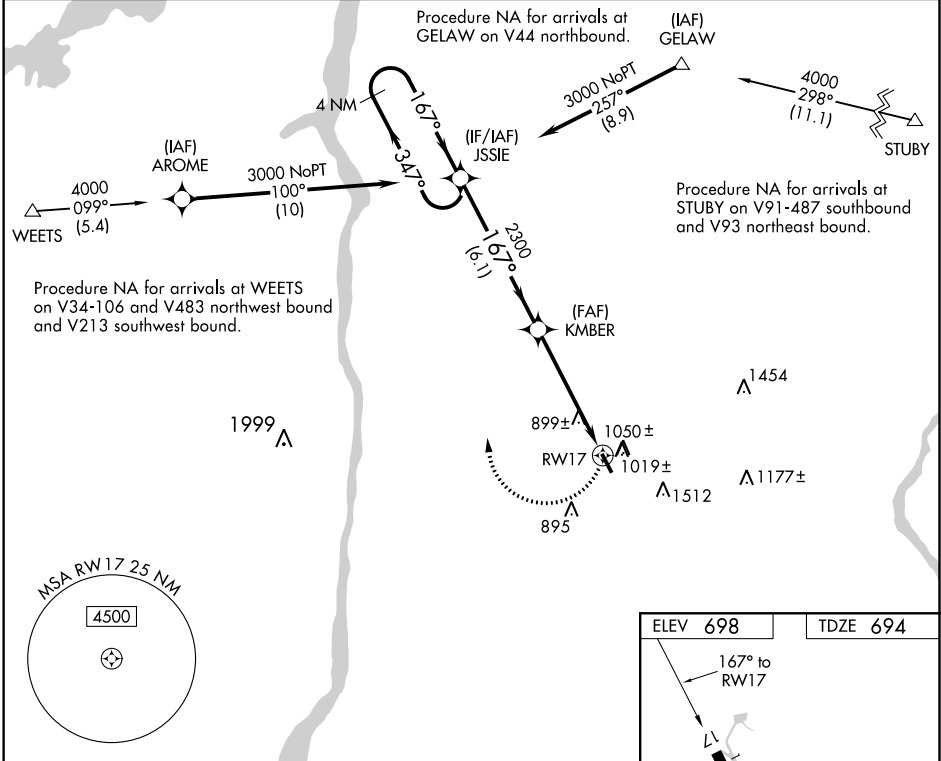 Procedure NA for arrivals at
GELAW on V44 northbound.
(IAF)
GELAW
4000
298°
(11.1)
STUBY
3000 NoPT
257°
(8.9)
4 NM
167°
347°
(IF/IAF)
JSSIE
(IAF)
AROME
3000 NoPT
100°
(10)
4000
099°
(5.4)
WEETS
Procedure NA for arrivals at
STUBY on V91-487 southbound
and V93 northeast bound.
2300
167°
(6.1)
Procedure NA for arrivals at WEETS
on V34-106 and V483 northwest bound
and V213 southwest bound.
(FAF)
KMBER
1454
1999
899±
1050±
RW17
1019±
1177±
1512
895
MSA RW17 25 NM
4500
ELEV 698
TDZE 694
167° to
RW17
17